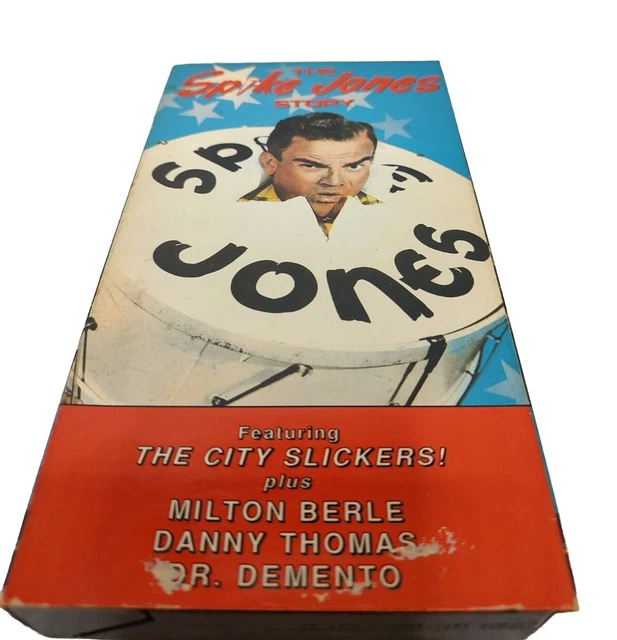 THE
Spike Jones
STORY
Sp
Jones
Featuring
THE CITY SLICKERS!
plus
MILTON BERLE
DANNY THOMAS
DR. DEMENTO